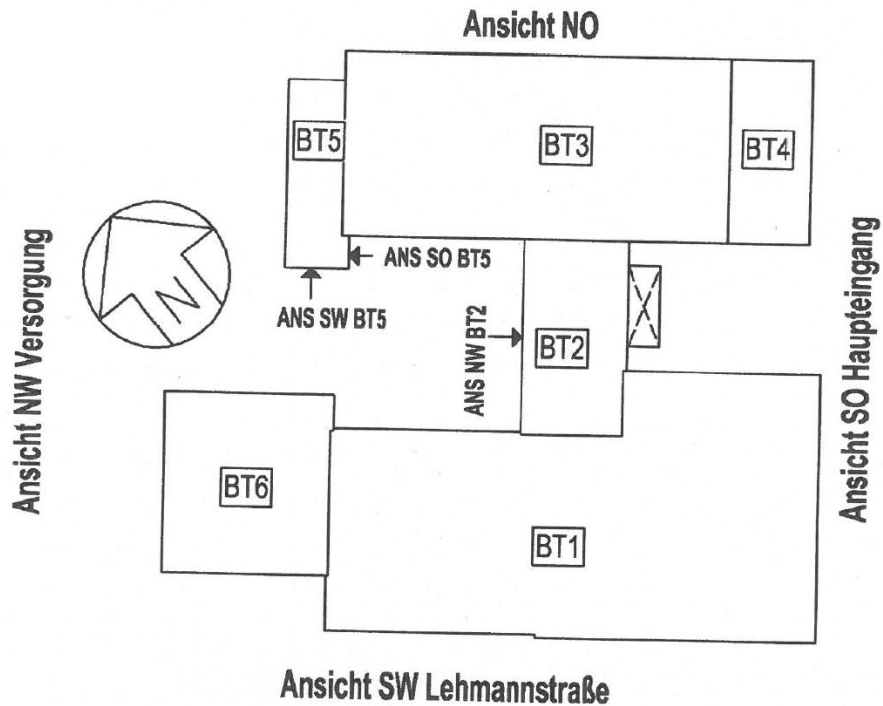 Ansicht NO
BT5
BT3
BT4
ANS SO BT5
ANS SW BT5
N
ANS NW BT2
BT2
Ansicht NW Versorgung
Ansicht SO Haupteingang
BT6
BT1
Ansicht SW Lehmannstraße